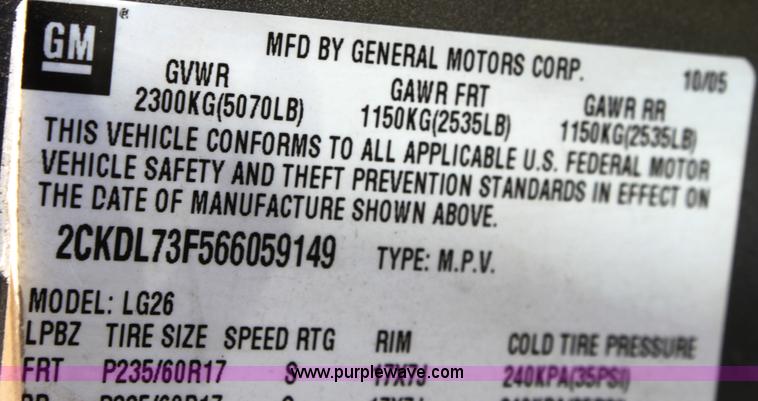 GM
MFD BY GENERAL MOTORS CORP. 10/05
GVWR GAWR FRT GAWR RR
2300KG(5070LB) 1150KG(2535LB) 1150KG(2535LB)
THIS VEHICLE CONFORMS TO ALL APPLICABLE U.S. FEDERAL MOTOR
VEHICLE SAFETY AND THEFT PREVENTION STANDARDS IN EFFECT ON
THE DATE OF MANUFACTURE SHOWN ABOVE.
2CKDL73F566059149 TYPE: M.P.V.
MODEL: LG26
LPBZ TIRE SIZE SPEED RTG RIM COLD TIRE PRESSURE
FRT P235/60R17 S 17X7J 240KPA(35PSI)
www.purplewave.com